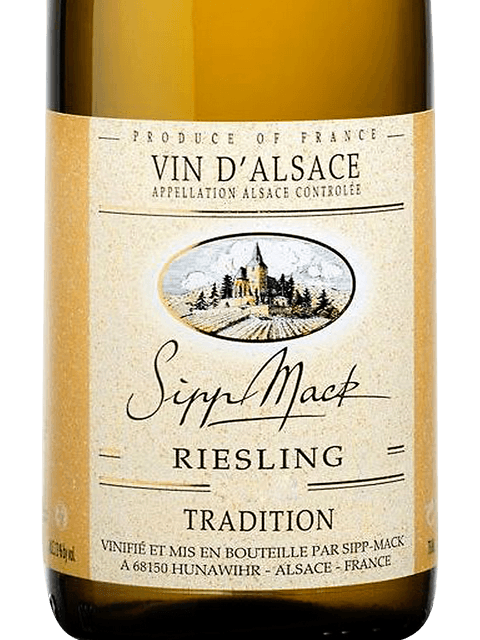 PRODUCE OF FRANCE
VIN D'ALSACE
APPELLATION ALSACE CONTROLÉE
Sipp Mack
RIESLING
TRADITION
VINIFIÉ ET MIS EN BOUTEILLE PAR SIPP-MACK
A 68150 HUNAWIHR - ALSACE - FRANCE